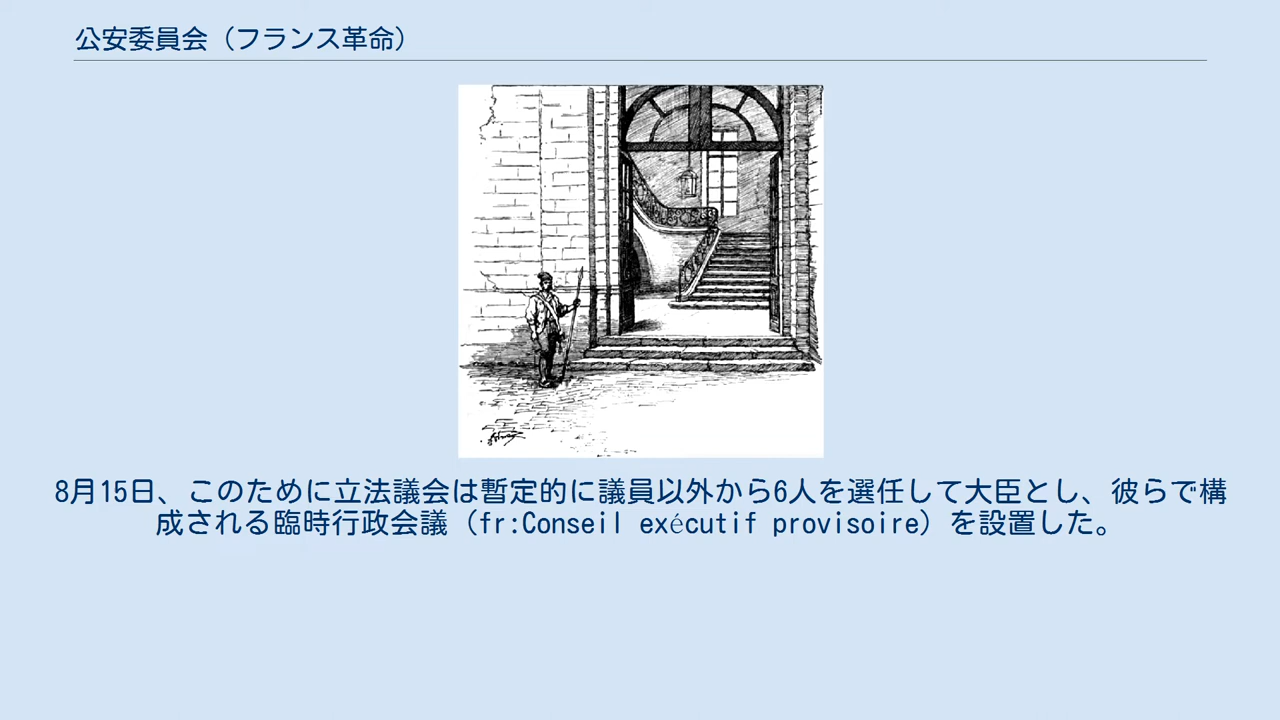 公安委員会（フランス革命）
8月15日、このために立法議会は暫定的に議員以外から6人を選任して大臣とし、彼らで構
成される臨時行政会議（fr:Conseil exécutif provisoire）を設置した。